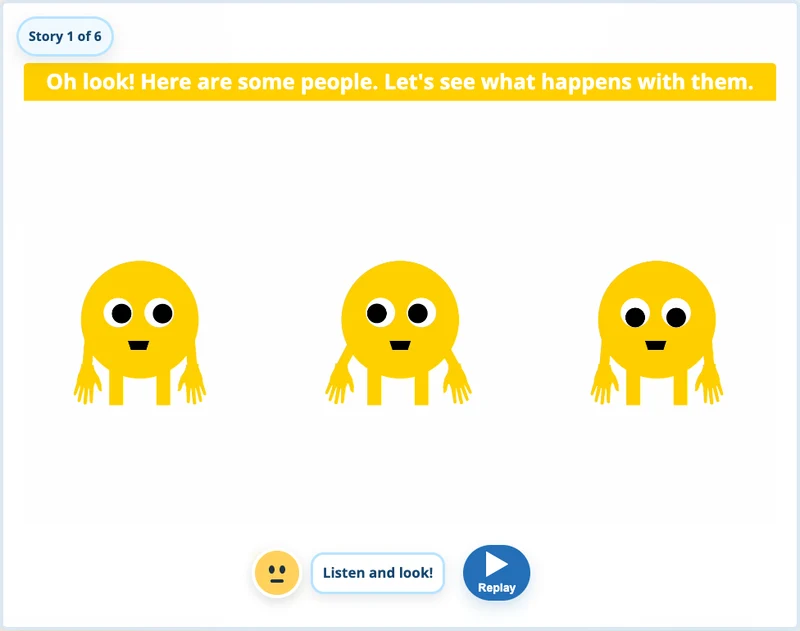 Story 1 of 6
Oh look! Here are some people. Let's see what happens with them.
Listen and look!
Replay